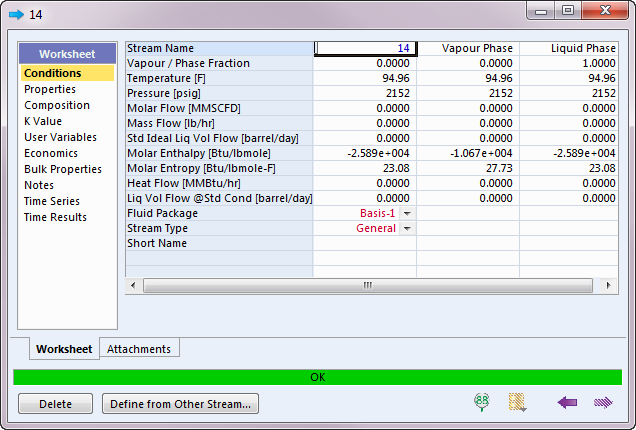 14
Worksheet
Conditions
Properties
Composition
K Value
User Variables
Economics
Bulk Properties
Notes
Time Series
Time Results
Stream Name 14 Vapour Phase Liquid Phase
Vapour / Phase Fraction 0.0000 0.0000 1.0000
Temperature [F] 94.96 94.96 94.96
Pressure [psig] 2152 2152 2152
Molar Flow [MMSCFD] 0.0000 0.0000 0.0000
Mass Flow [lb/hr] 0.0000 0.0000 0.0000
Std Ideal Liq Vol Flow [barrel/day] 0.0000 0.0000 0.0000
Molar Enthalpy [Btu/lbmole] -2.589e+004 -1.067e+004 -2.589e+004
Molar Entropy [Btu/lbmole-F] 23.08 27.73 23.08
Heat Flow [MMBtu/hr] 0.0000 0.0000 0.0000
Liq Vol Flow @Std Cond [barrel/day] 0.0000 0.0000 0.0000
Fluid Package Basis-1
Stream Type General
Short Name
Worksheet Attachments
OK
Delete Define from Other Stream...